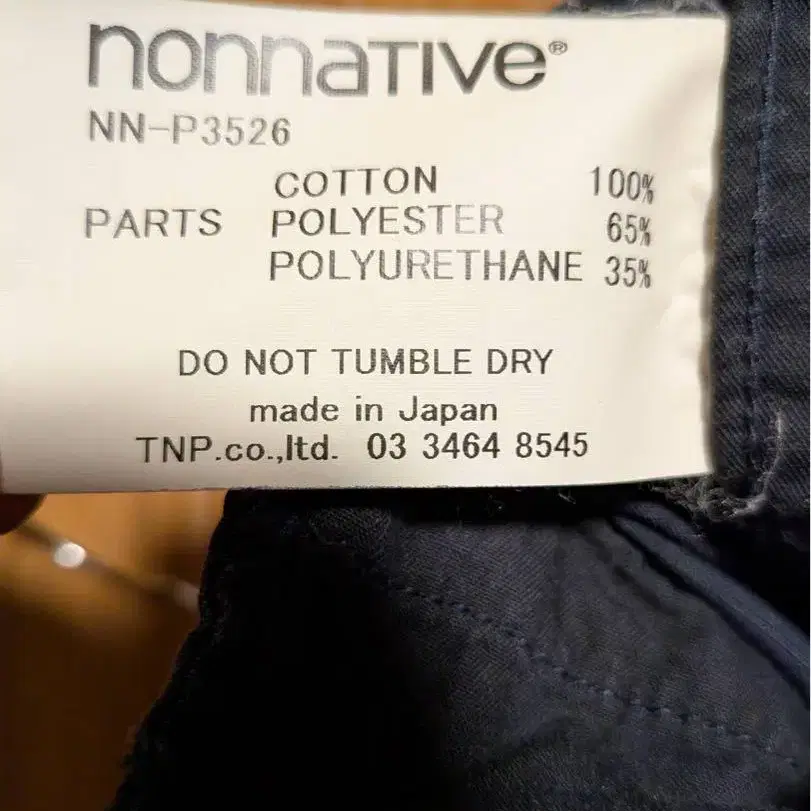 nonnative®
NN-P3526
COTTON 100%
PARTS POLYESTER 65%
POLYURETHANE 35%
DO NOT TUMBLE DRY
made in Japan
TNP.co.,ltd. 03 3464 8545